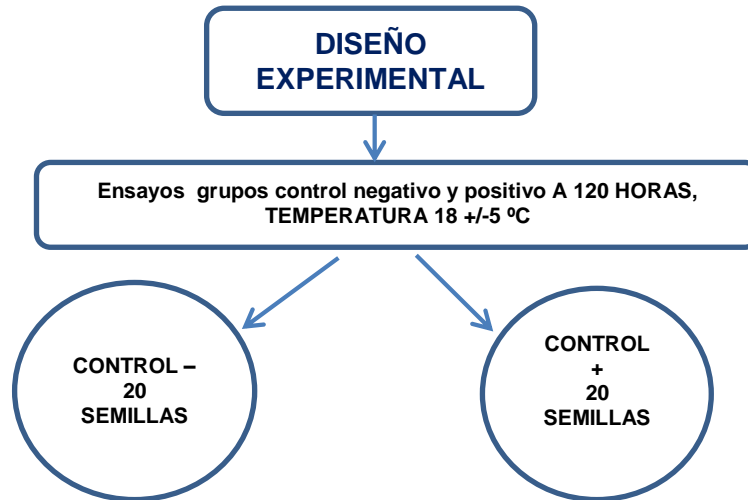 DISEÑO
EXPERIMENTAL
Ensayos grupos control negativo y positivo A 120 HORAS,
TEMPERATURA 18 +/-5 ºC
CONTROL –
20
SEMILLAS
CONTROL
+
20
SEMILLAS